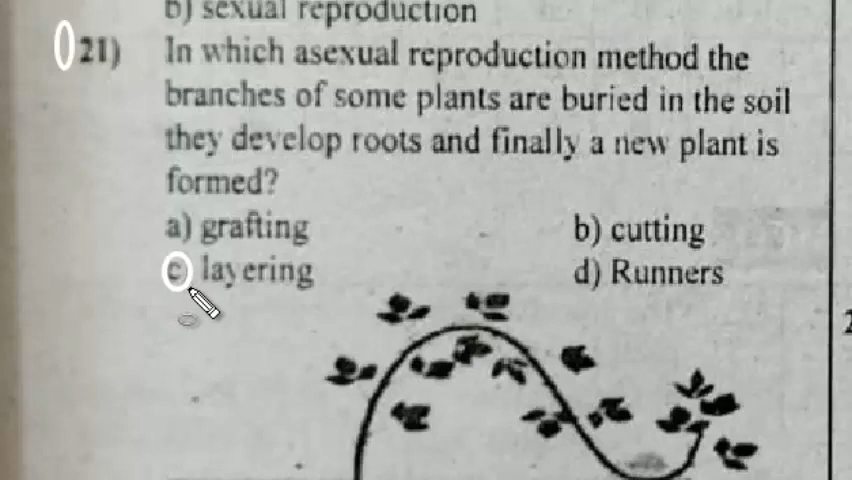 b) sexual reproduction
21) In which asexual reproduction method the
branches of some plants are buried in the soil
they develop roots and finally a new plant is
formed?
a) grafting b) cutting
c) layering d) Runners